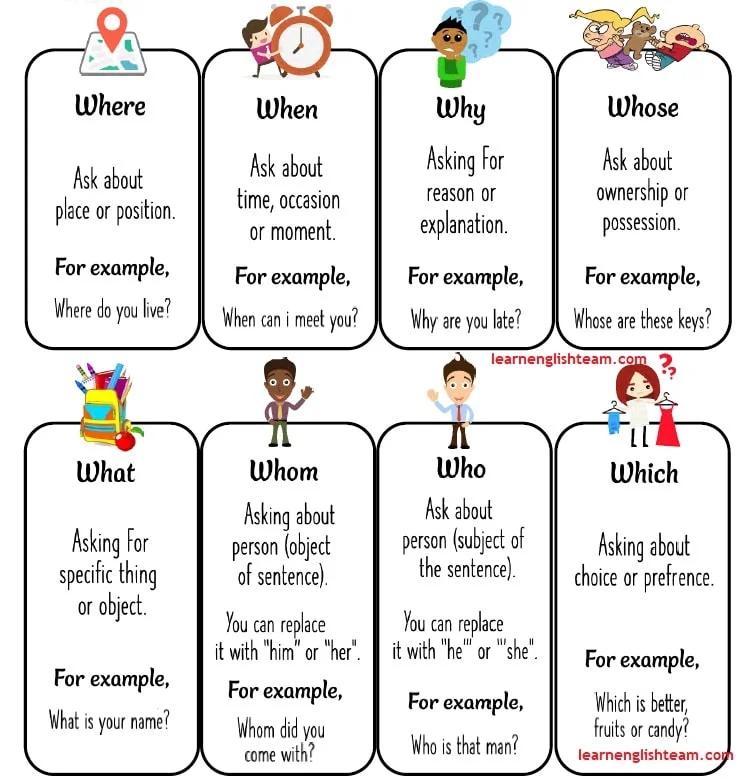 Where
Ask about
place or position.
For example,
Where do you live?
When
Ask about
time, occasion
or moment.
For example,
When can i meet you?
Why
Asking For
reason or
explanation.
For example,
Why are you late?
Whose
Ask about
ownership or
possession.
For example,
Whose are these keys?
learnenglishteam.com
What
Asking For
specific thing
or object.
For example,
What is your name?
Whom
Asking about
person (object
of sentence).
You can replace
it with "him" or "her".
For example,
Whom did you
come with?
Who
Ask about
person (subject of
the sentence).
You can replace
it with "he'" or "'she".
For example,
Who is that man?
??
Which
Asking about
choice or prefrence.
For example,
Which is better,
fruits or candy?
learnenglishteam.com